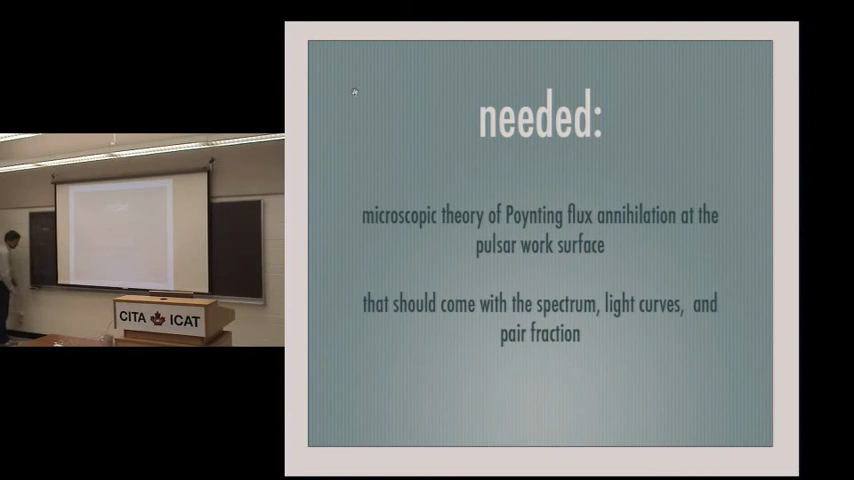 needed:
microscopic theory of Poynting flux annihilation at the
pulsar work surface
that should come with the spectrum, light curves, and
pair fraction
CITA ICAT